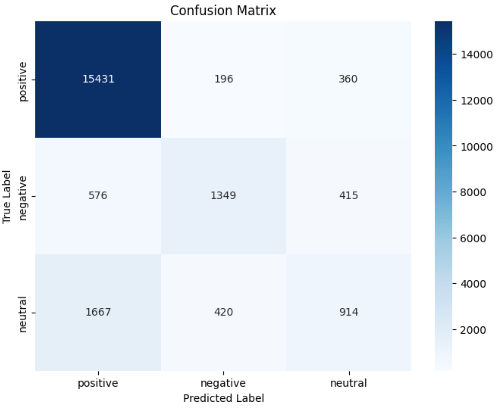 Confusion Matrix
positive
15431 196 360
14000
12000
10000
True Label
negative
576 1349 415
8000
6000
4000
neutral
1667 420 914
2000
positive negative neutral
Predicted Label